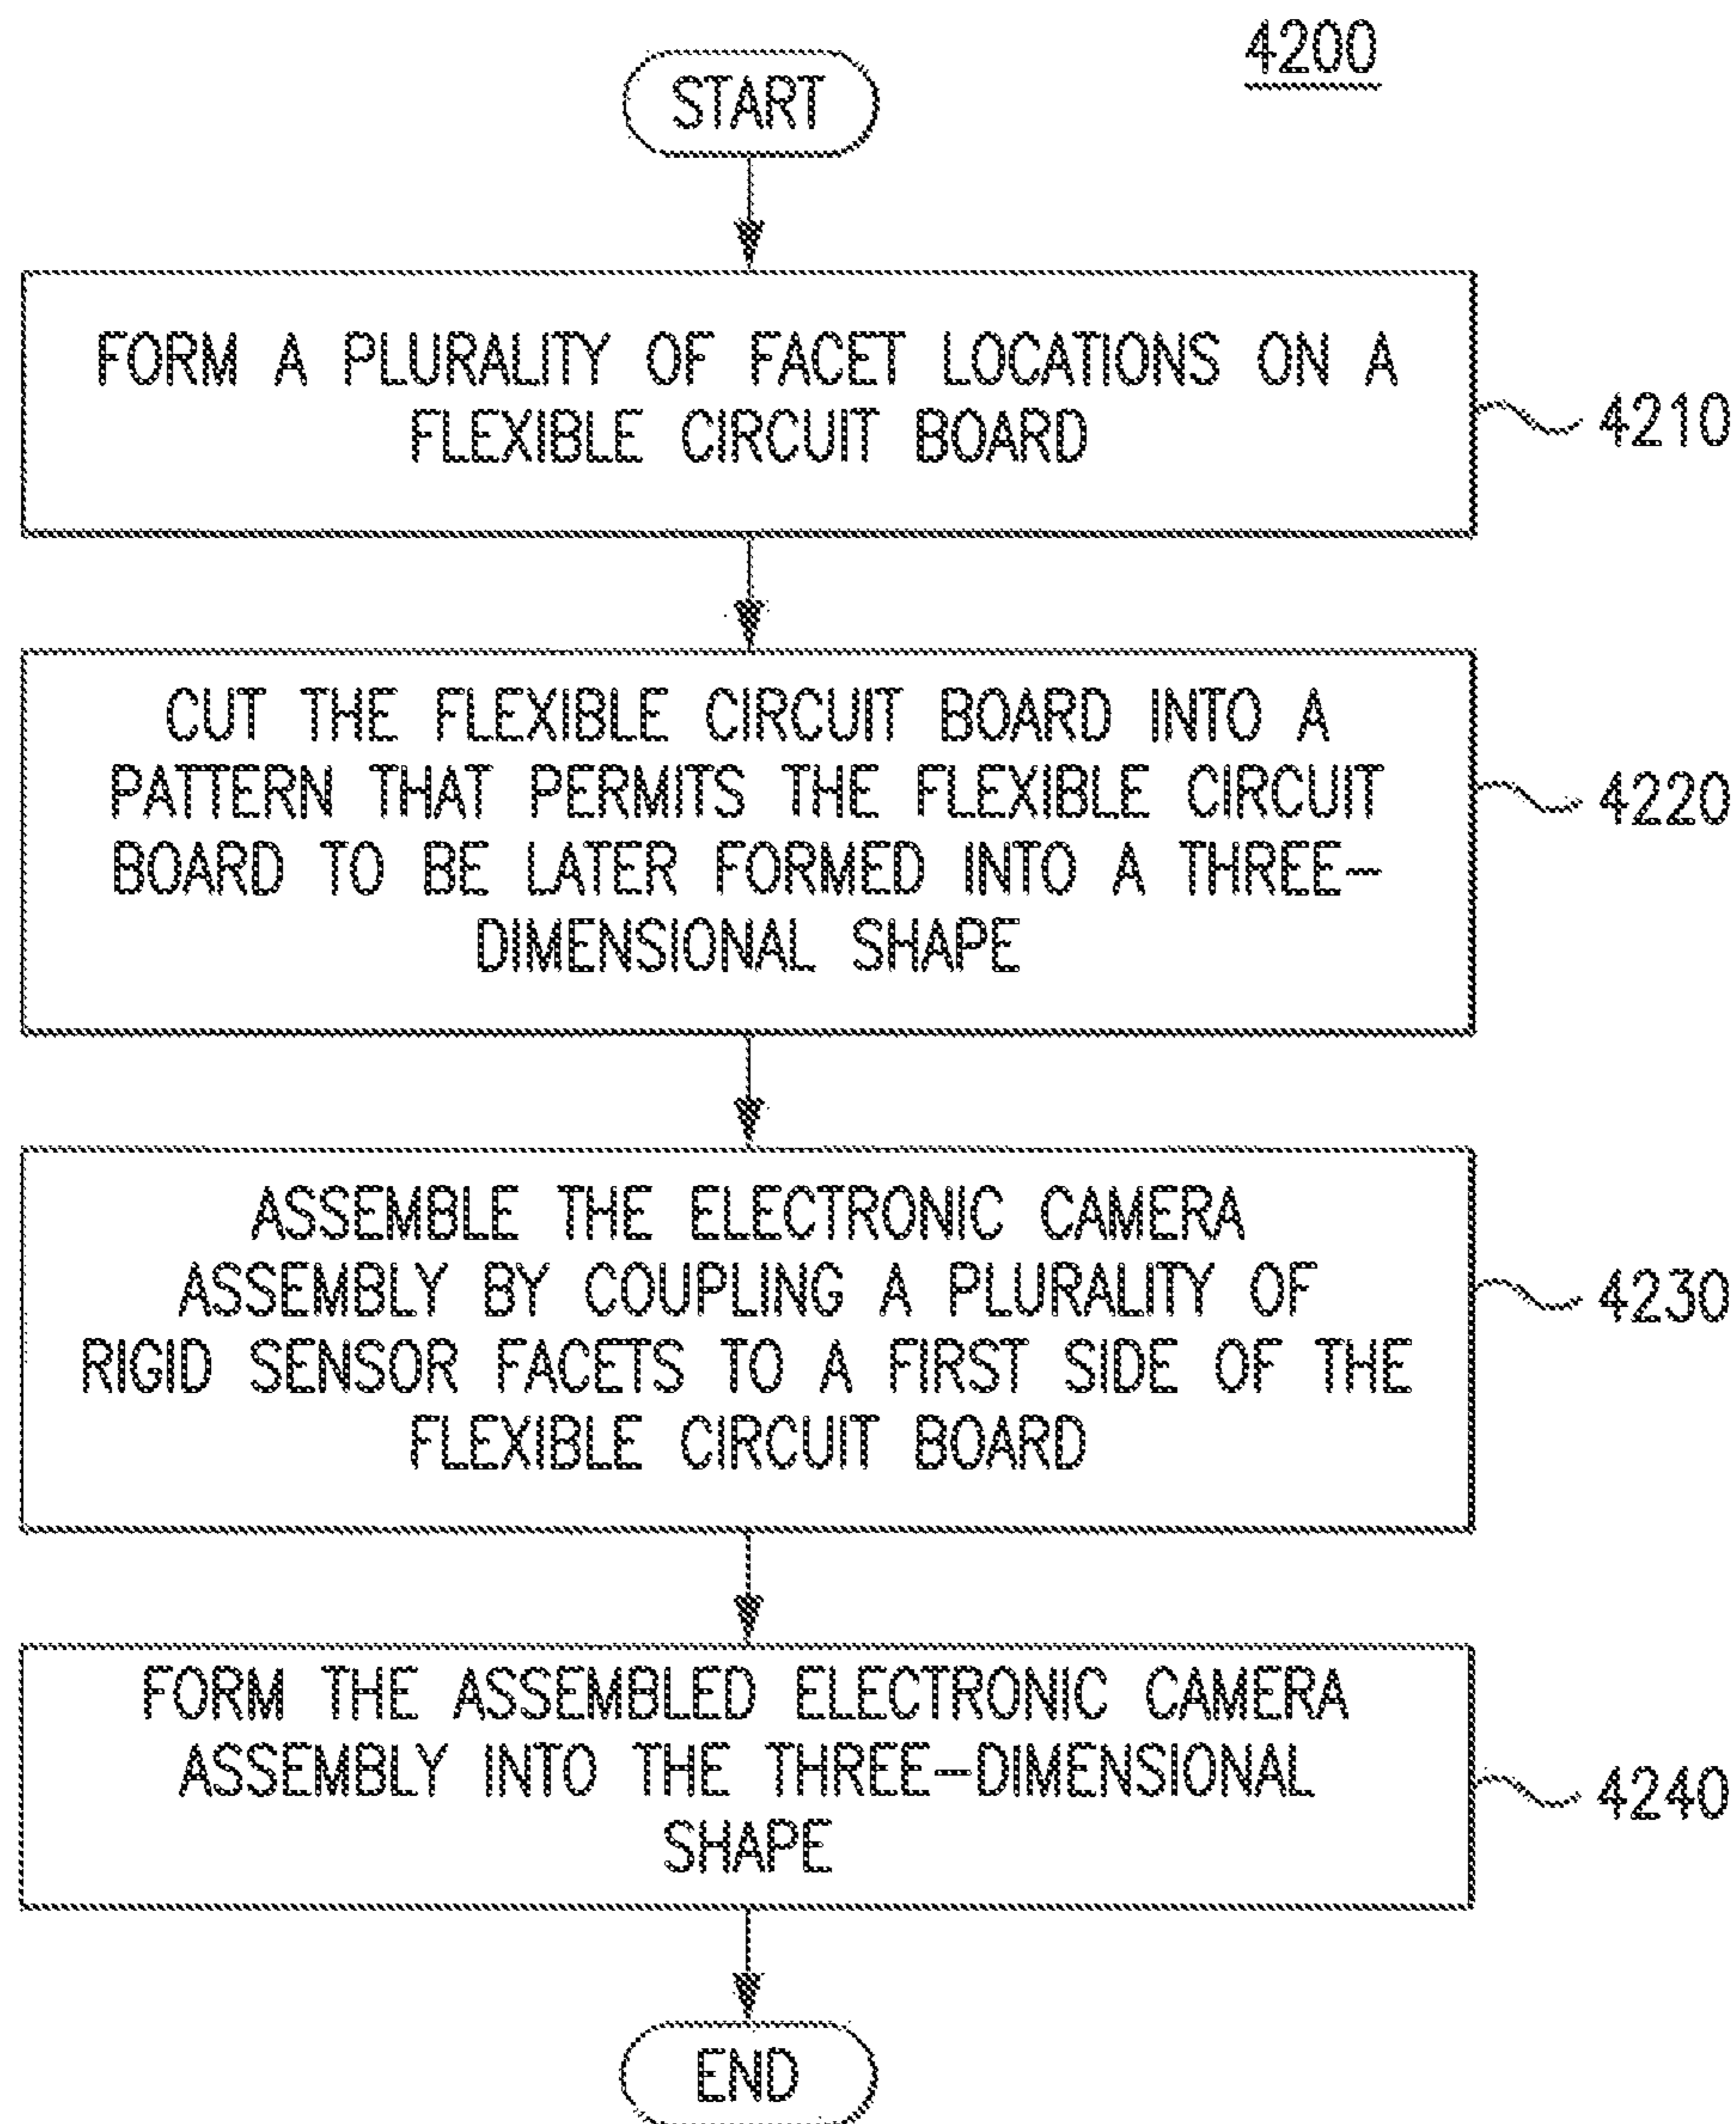 4200
START
FORM A PLURALITY OF FACET LOCATIONS ON A
FLEXIBLE CIRCUIT BOARD
4210
CUT THE FLEXIBLE CIRCUIT BOARD INTO A
PATTERN THAT PERMITS THE FLEXIBLE CIRCUIT
BOARD TO BE LATER FORMED INTO A THREE-
DIMENSIONAL SHAPE
4220
ASSEMBLE THE ELECTRONIC CAMERA
ASSEMBLY BY COUPLING A PLURALITY OF
RIGID SENSOR FACETS TO A FIRST SIDE OF THE
FLEXIBLE CIRCUIT BOARD
4230
FORM THE ASSEMBLED ELECTRONIC CAMERA
ASSEMBLY INTO THE THREE-DIMENSIONAL
SHAPE
4240
END